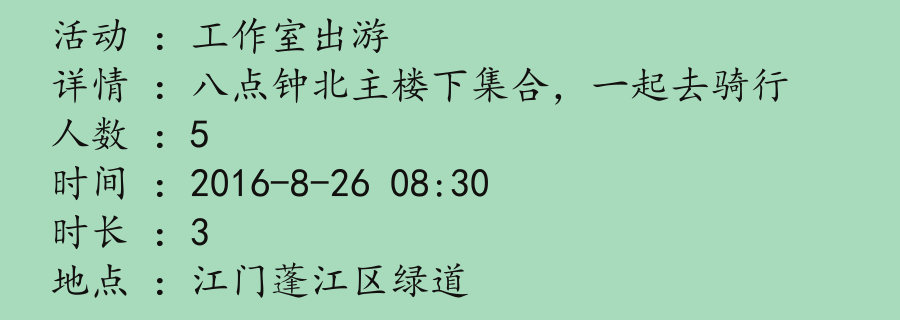 活动 : 工作室出游
详情 : 八点钟北主楼下集合，一起去骑行
人数 : 5
时间 : 2016-8-26 08:30
时长 : 3
地点 : 江门蓬江区绿道